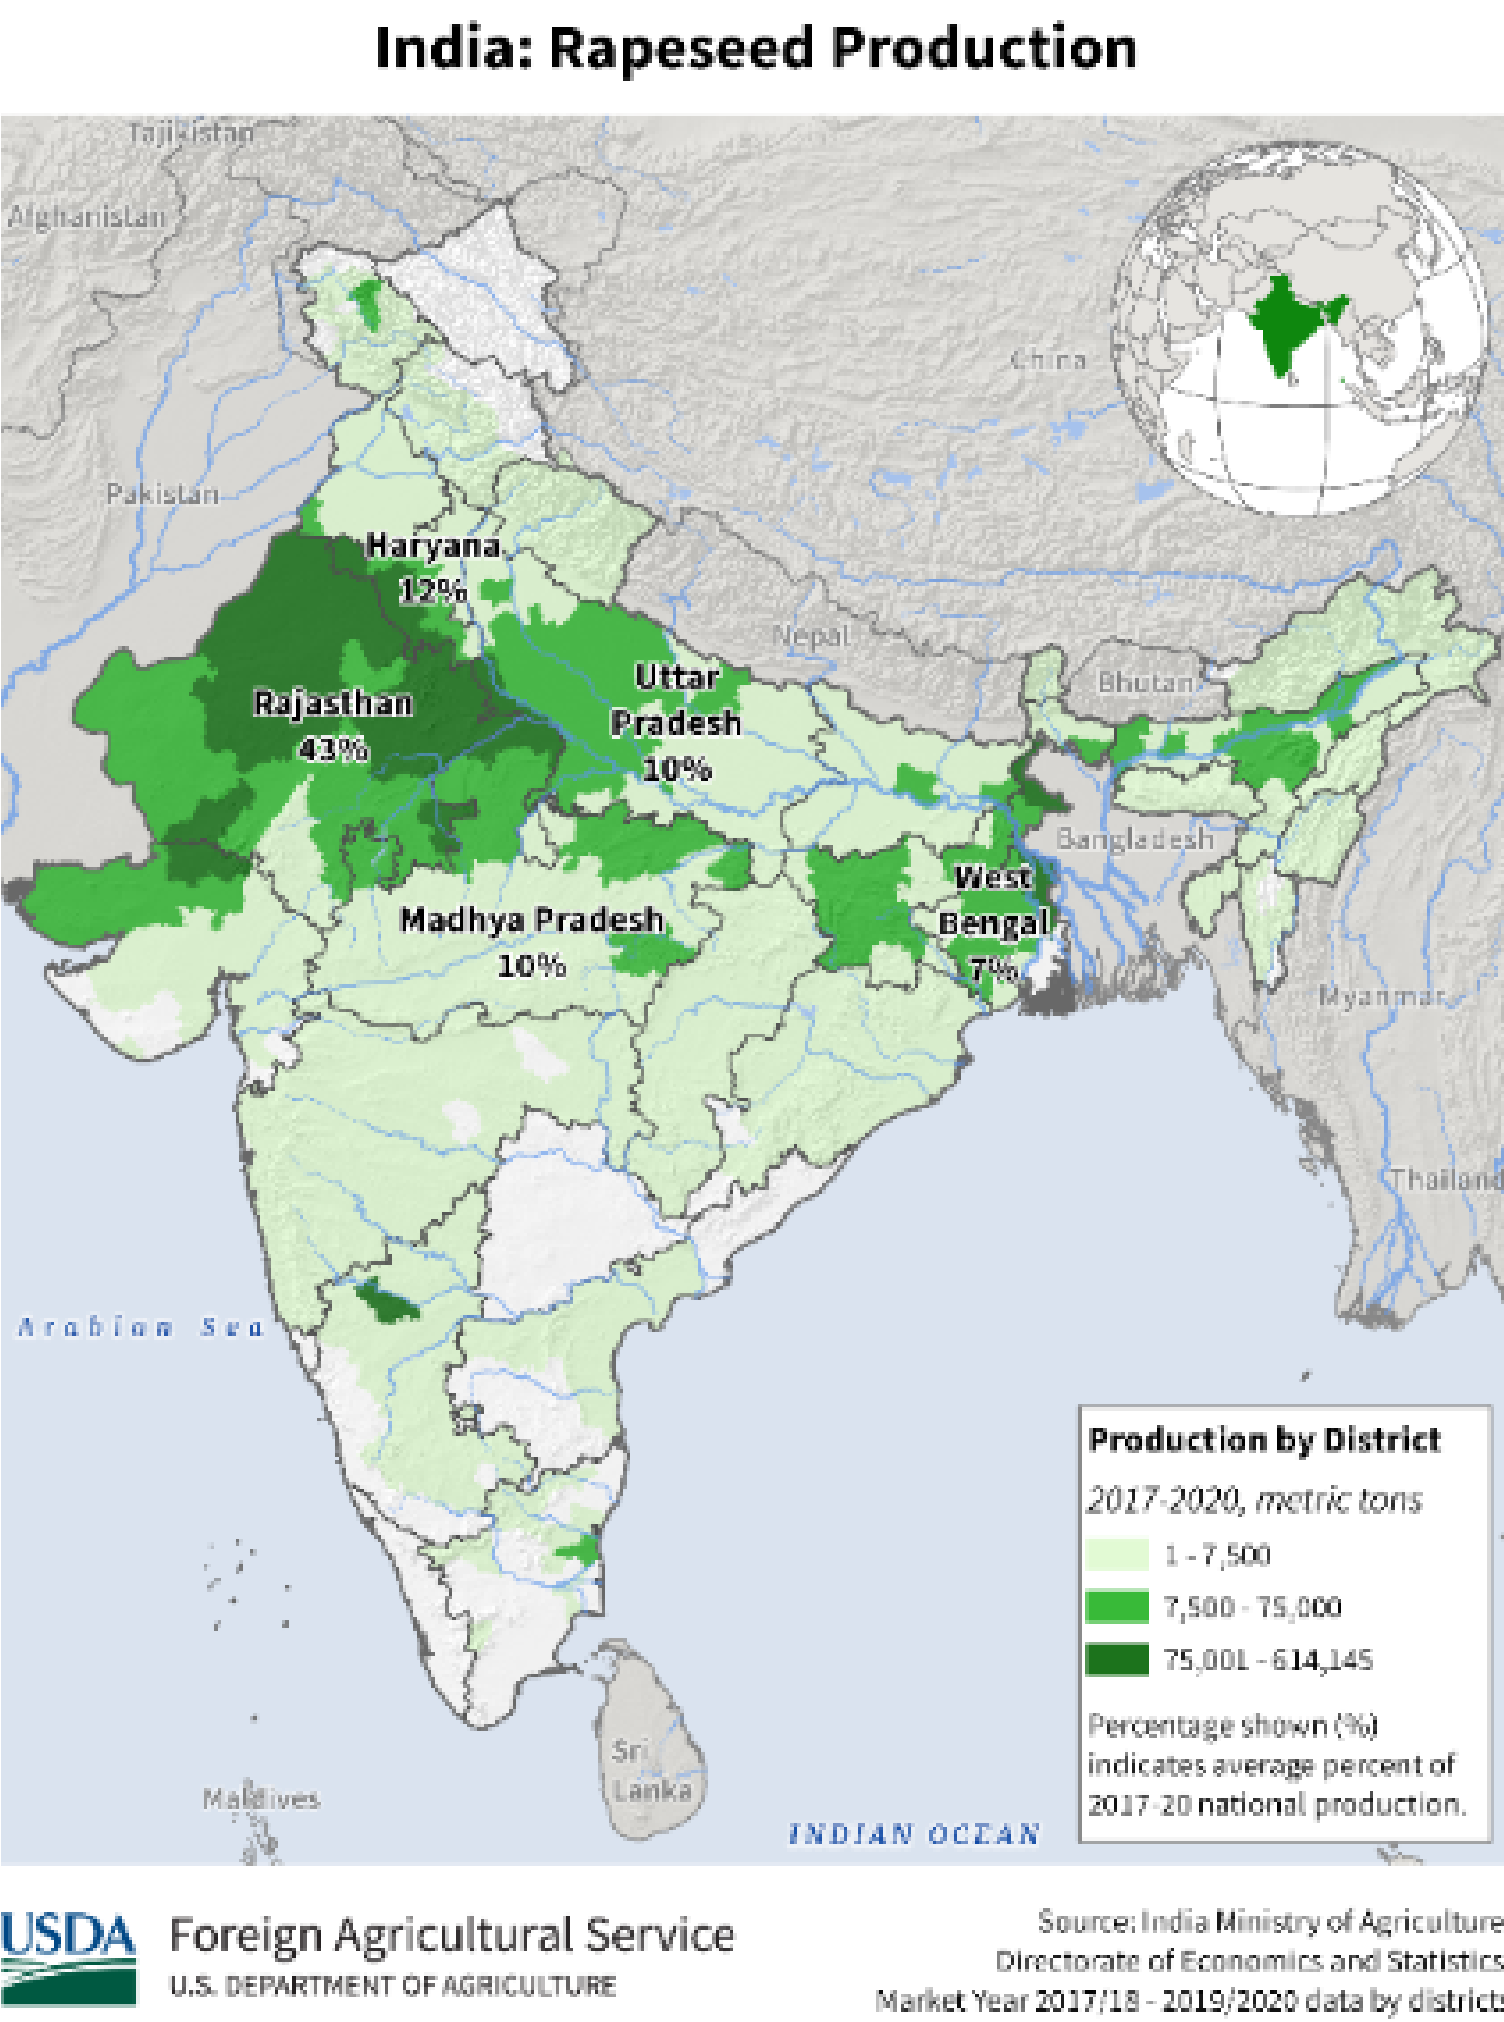 India: Rapeseed Production
Tajikistan
Afghanistan
China
Pakistan
Haryana
12%
Nepal
Uttar
Pradesh
10%
Bhutan
Rajasthan
43%
Bangladesh
West
Bengal
7%
Madhya Pradesh
10%
Myanmar
Thailand
Arabian Sea
Production by District
2017-2020, metric tons
1 - 7,500
7,500 - 75,000
75,001 - 614,145
Percentage shown (%)
indicates average percent of
2017-20 national production.
Sri
Lanka
Maldives
INDIAN OCEAN
USDA
Foreign Agricultural Service
U.S. DEPARTMENT OF AGRICULTURE
Source: India Ministry of Agriculture
Directorate of Economics and Statistics
Market Year 2017/18 - 2019/2020 data by district